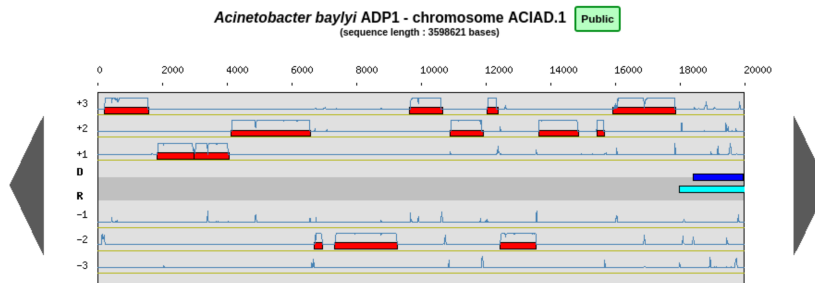 Acinetobacter baylyi ADP1 - chromosome ACIAD.1 Public
(sequence length : 3598621 bases)
0 2000 4000 6000 8000 10000 12000 14000 16000 18000 20000
+3
+2
+1
D
R
-1
-2
-3